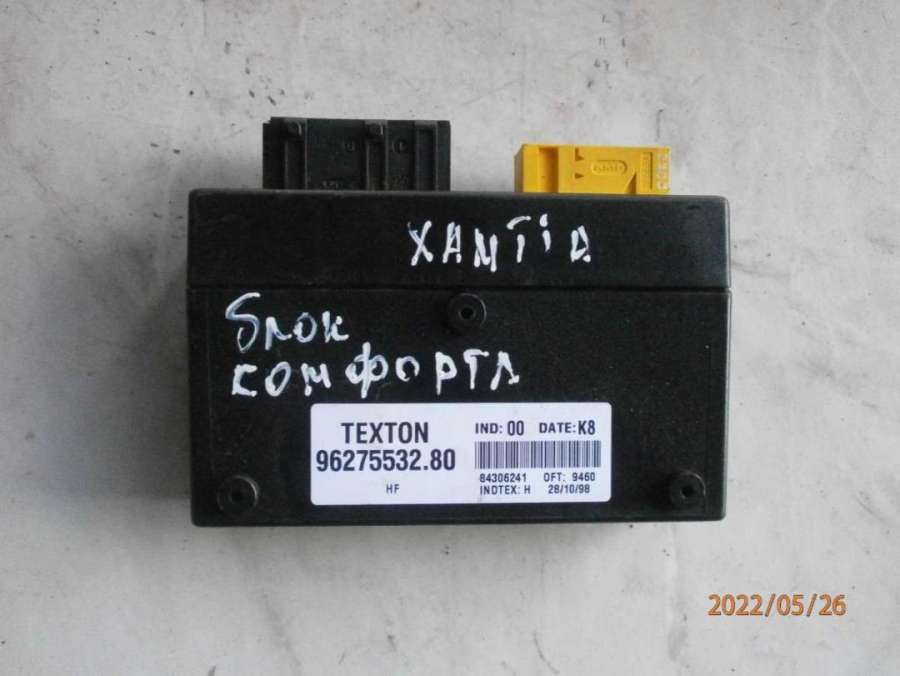 XAMTiA
блок
комфорта
TEXTON
96275532.80
HF
IND: 00 DATE: K8
84306241 OFT: 9460
INDTEX: H 28/10/98
2022/05/26